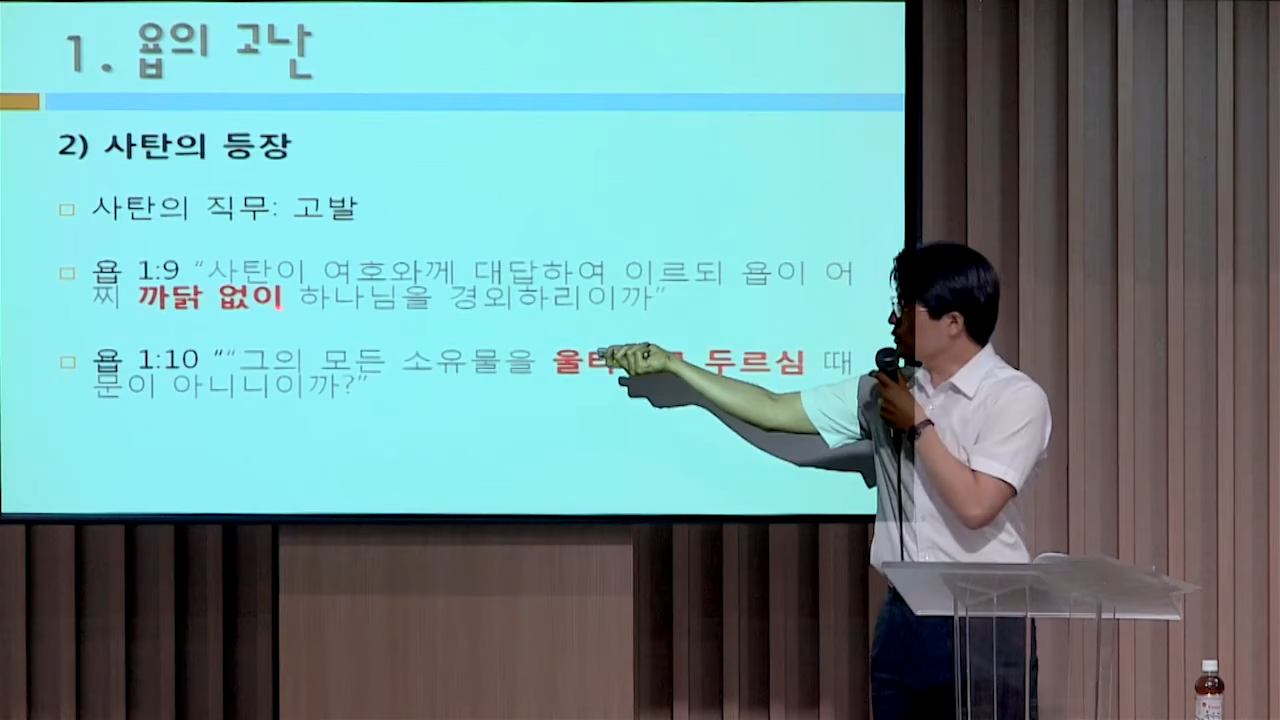 1. 욥의 고난
2) 사탄의 등장
사탄의 직무: 고발
욥 1:9 “사탄이 여호와께 대답하여 이르되 욥이 어
찌 까닭 없이 하나님을 경외하리이까”
욥 1:10 ““그의 모든 소유물을 울타 두르심 때
문이 아니니이까?”